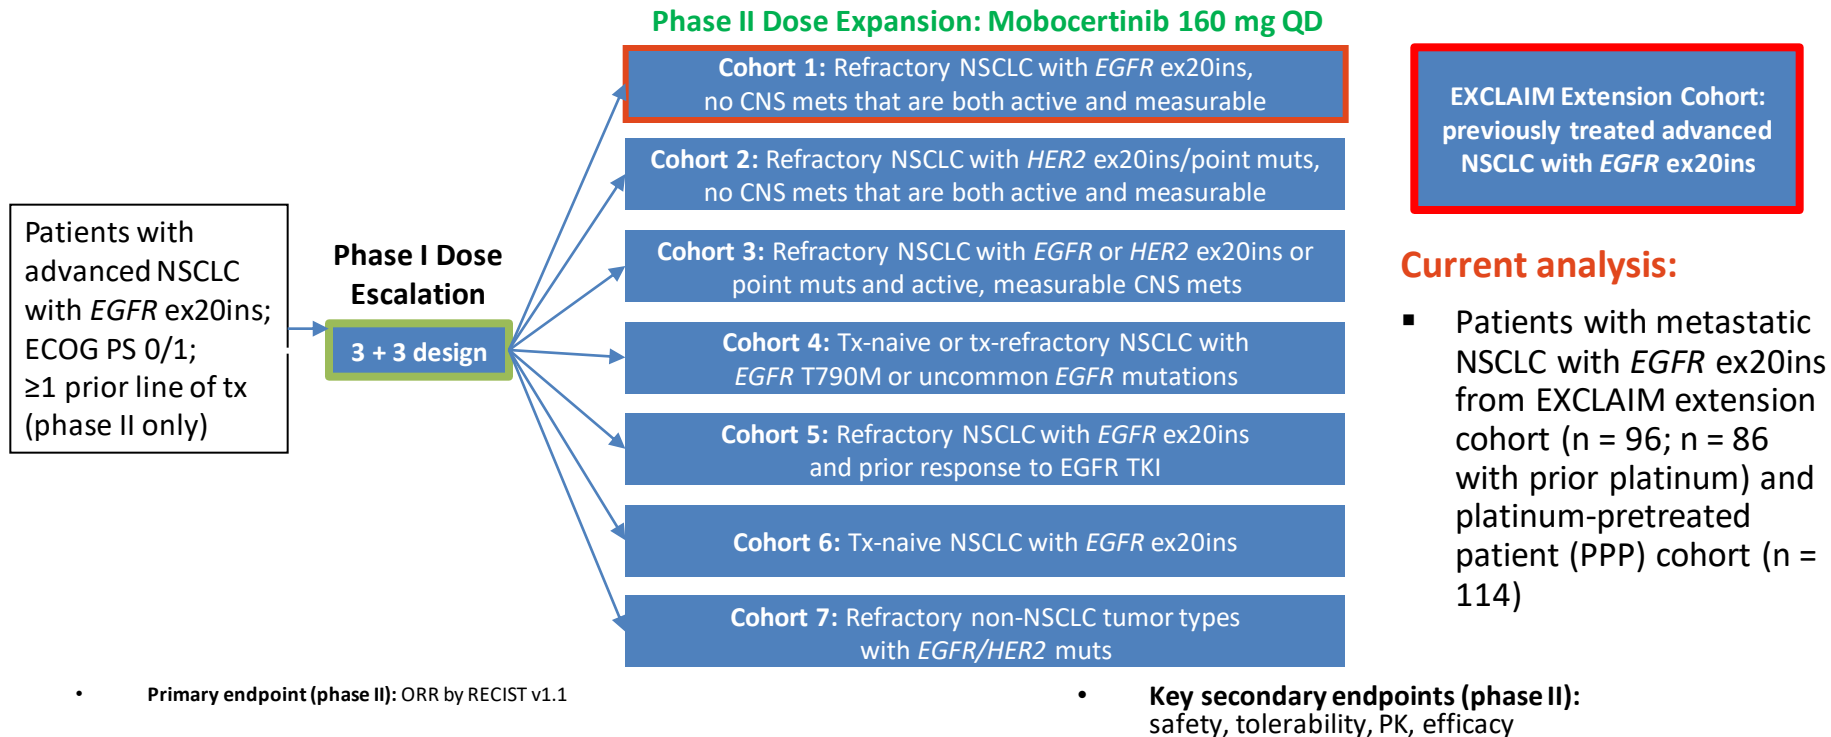 Phase II Dose Expansion: Mobocertinib 160 mg QD
Patients with
advanced NSCLC
with EGFR ex20ins;
ECOG PS 0/1;
≥1 prior line of tx
(phase II only)
Phase I Dose
Escalation
3 + 3 design
Cohort 1: Refractory NSCLC with EGFR ex20ins,
no CNS mets that are both active and measurable
Cohort 2: Refractory NSCLC with HER2 ex20ins/point muts,
no CNS mets that are both active and measurable
Cohort 3: Refractory NSCLC with EGFR or HER2 ex20ins or
point muts and active, measurable CNS mets
Cohort 4: Tx-naive or tx-refractory NSCLC with
EGFR T790M or uncommon EGFR mutations
Cohort 5: Refractory NSCLC with EGFR ex20ins
and prior response to EGFR TKI
Cohort 6: Tx-naive NSCLC with EGFR ex20ins
Cohort 7: Refractory non-NSCLC tumor types
with EGFR/HER2 muts
EXCLAIM Extension Cohort:
previously treated advanced
NSCLC with EGFR ex20ins
Current analysis:
▪ Patients with metastatic
NSCLC with EGFR ex20ins
from EXCLAIM extension
cohort (n = 96; n = 86
with prior platinum) and
platinum-pretreated
patient (PPP) cohort (n =
114)
• Primary endpoint (phase II): ORR by RECIST v1.1
• Key secondary endpoints (phase II):
safety, tolerability, PK, efficacy